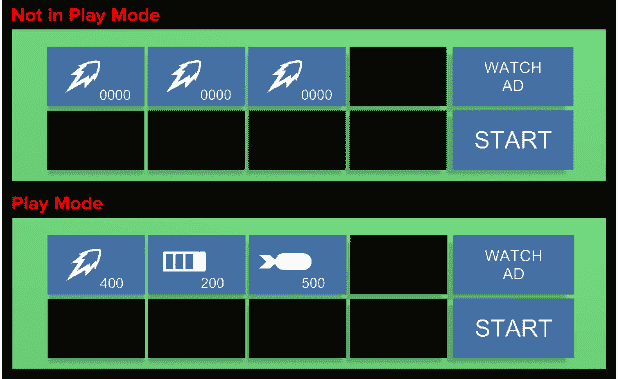 Not in Play Mode
0000
0000
0000
WATCH
AD
START
Play Mode
400
200
500
WATCH
AD
START